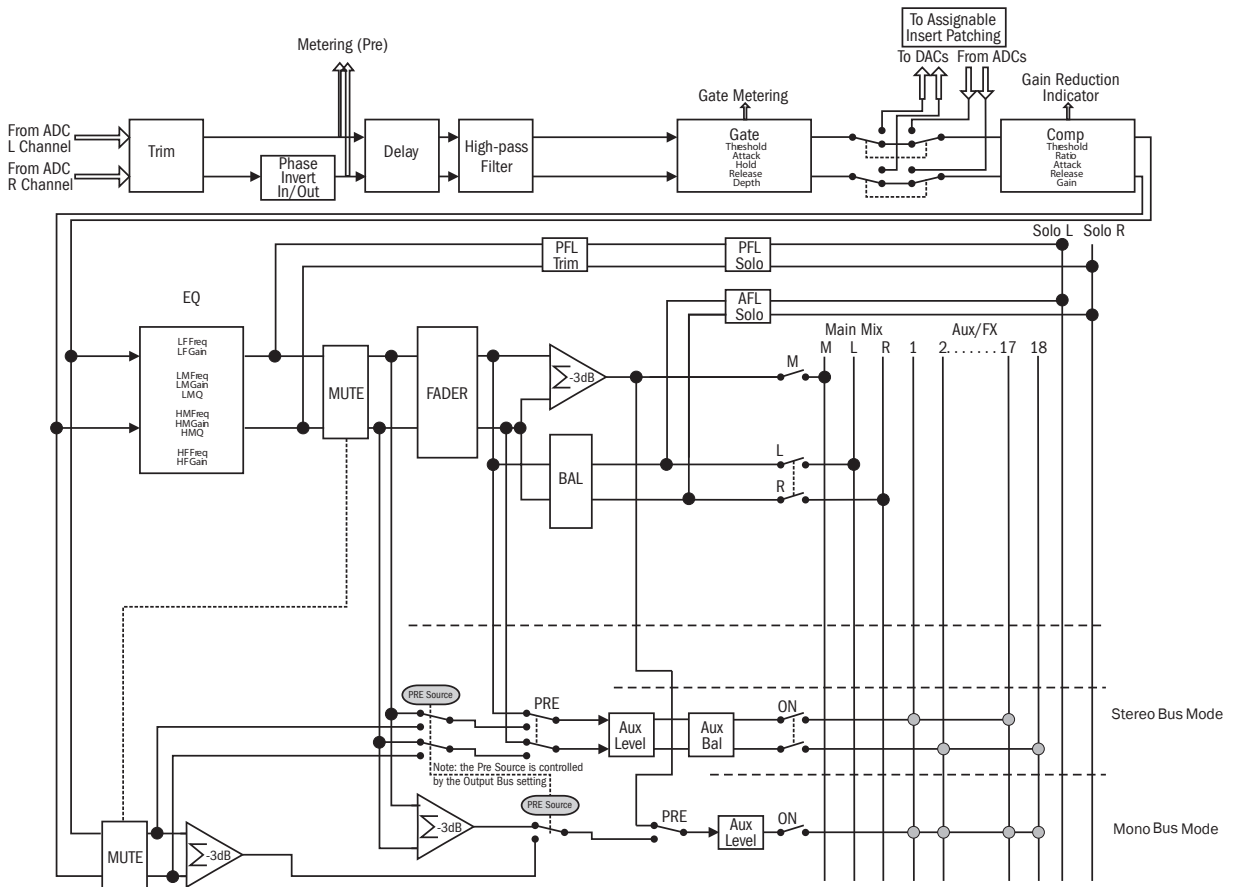 To Assignable
Insert Patching
To DACs From ADCs
Metering (Pre)
Gate Metering
Gain Reduction
Indicator
From ADC
L Channel
From ADC
R Channel
Trim
Phase
Invert
In/Out
Delay
High-pass
Filter
Gate
Threshold
Attack
Hold
Release
Depth
Comp
Threshold
Ratio
Attack
Release
Gain
Solo L Solo R
PFL
Trim
PFL
Solo
AFL
Solo
EQ
LF Freq
LF Gain
LM Freq
LM Gain
LM Q
HM Freq
HM Gain
HM Q
HF Freq
HF Gain
MUTE
FADER
Σ -3dB
BAL
Main Mix
M L R
Aux/FX
1 2.......17 18
M
L
R
PRE Source
PRE
Aux
Level
Aux
Bal
ON
Stereo Bus Mode
Note: the Pre Source is controlled
by the Output Bus setting
PRE Source
Σ -3dB
PRE
Aux
Level
ON
Mono Bus Mode
MUTE
Σ -3dB